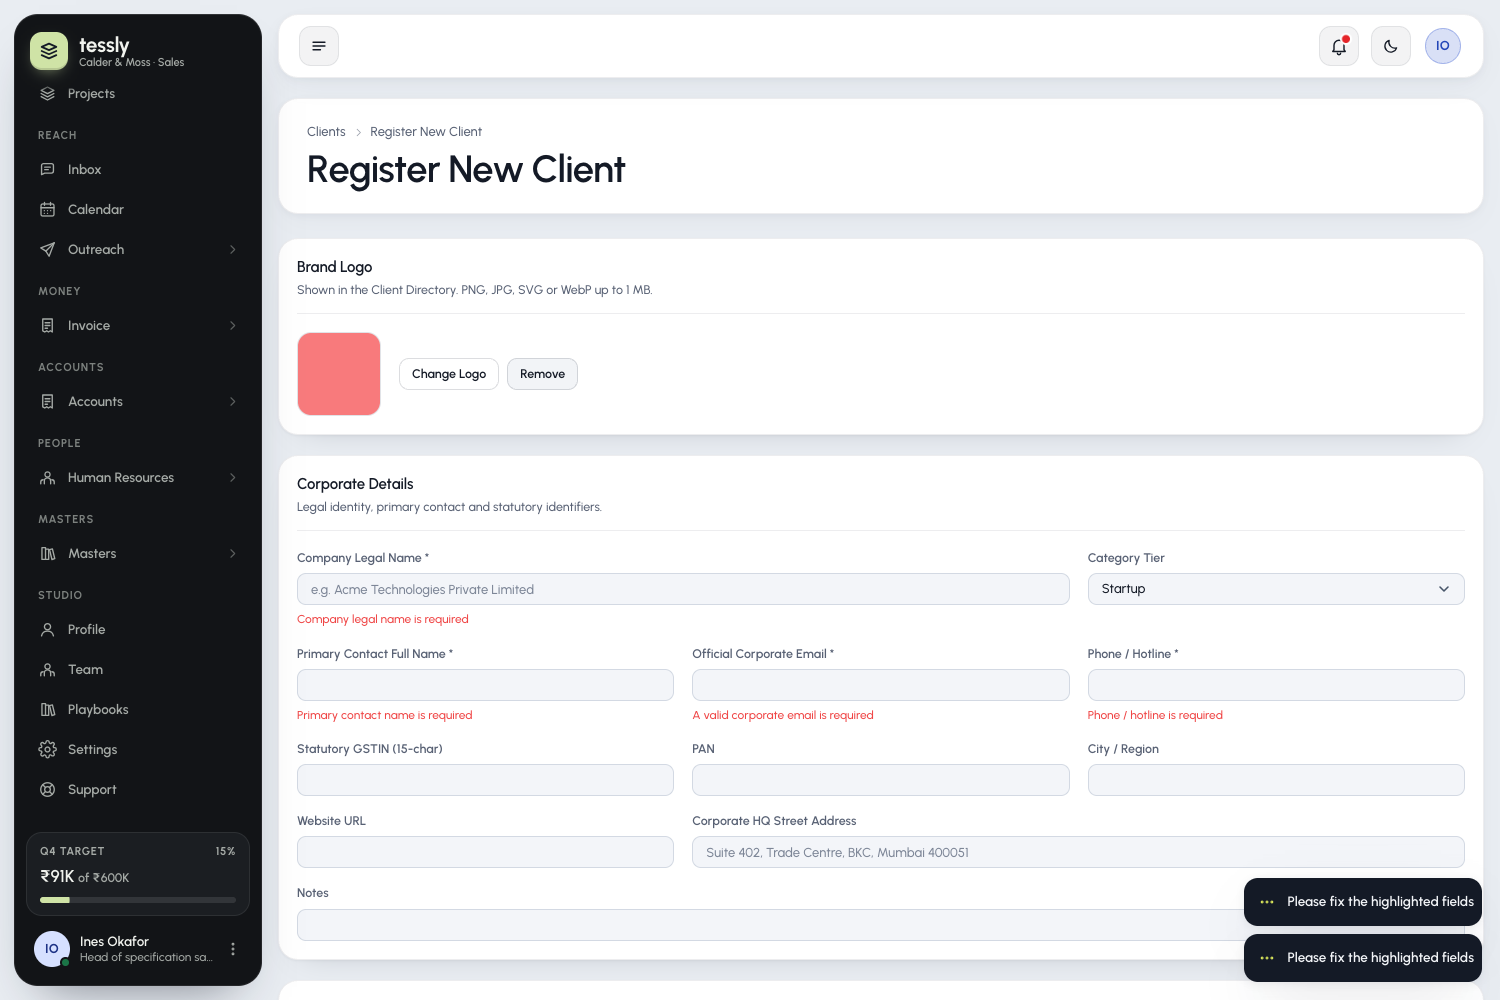 tessly
Calder & Moss · Sales
Projects
REACH
Inbox
Calendar
Outreach
MONEY
Invoice
ACCOUNTS
Accounts
PEOPLE
Human Resources
MASTERS
Masters
STUDIO
Profile
Team
Playbooks
Settings
Support
Q4 TARGET 15%
₹91K of ₹600K
IO
Ines Okafor
Head of specification sa...
IO
Clients > Register New Client
Register New Client
Brand Logo
Shown in the Client Directory. PNG, JPG, SVG or WebP up to 1 MB.
Change Logo Remove
Corporate Details
Legal identity, primary contact and statutory identifiers.
Company Legal Name * Category Tier
e.g. Acme Technologies Private Limited Startup
Company legal name is required
Primary Contact Full Name * Official Corporate Email * Phone / Hotline *
Primary contact name is required A valid corporate email is required Phone / hotline is required
Statutory GSTIN (15-char) PAN City / Region
Website URL Corporate HQ Street Address
Suite 402, Trade Centre, BKC, Mumbai 400051
Notes
Please fix the highlighted fields
Please fix the highlighted fields